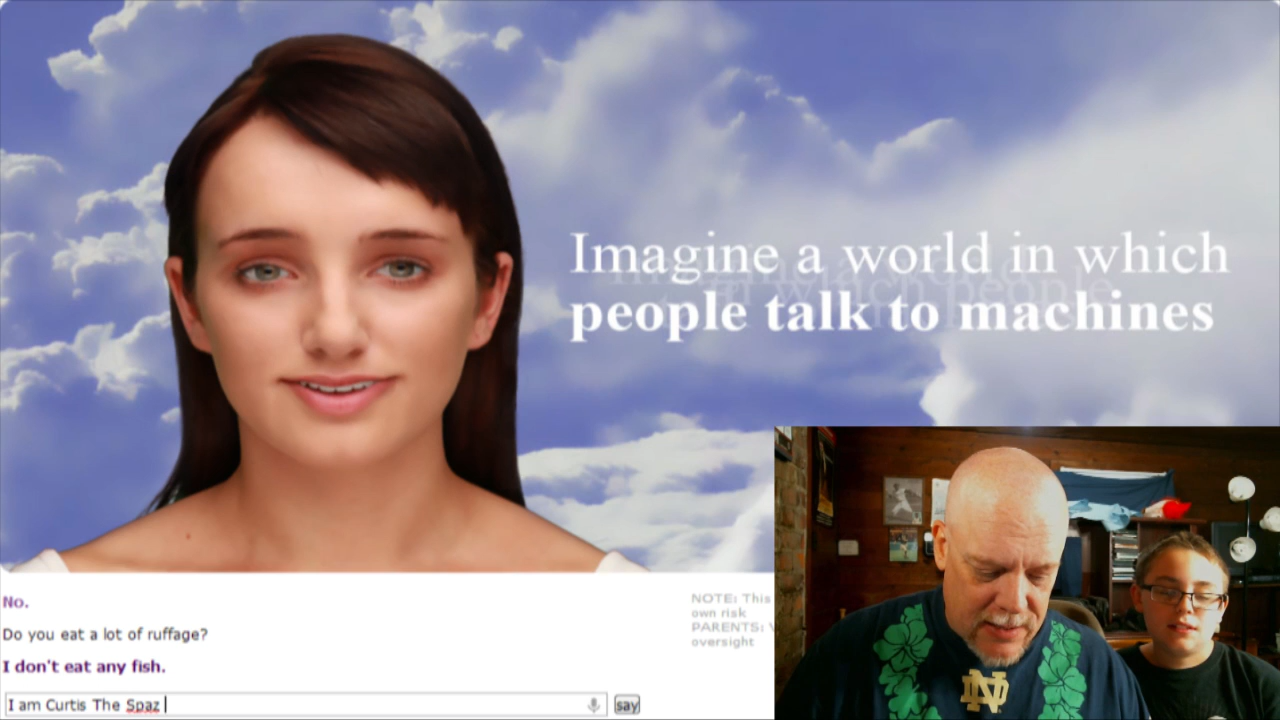 Imagine a world in which
people talk to machines
No.
Do you eat a lot of ruffage?
I don't eat any fish.
I am Curtis The Spaz
say
NOTE: This
own risk
PARENTS:
oversight
ND